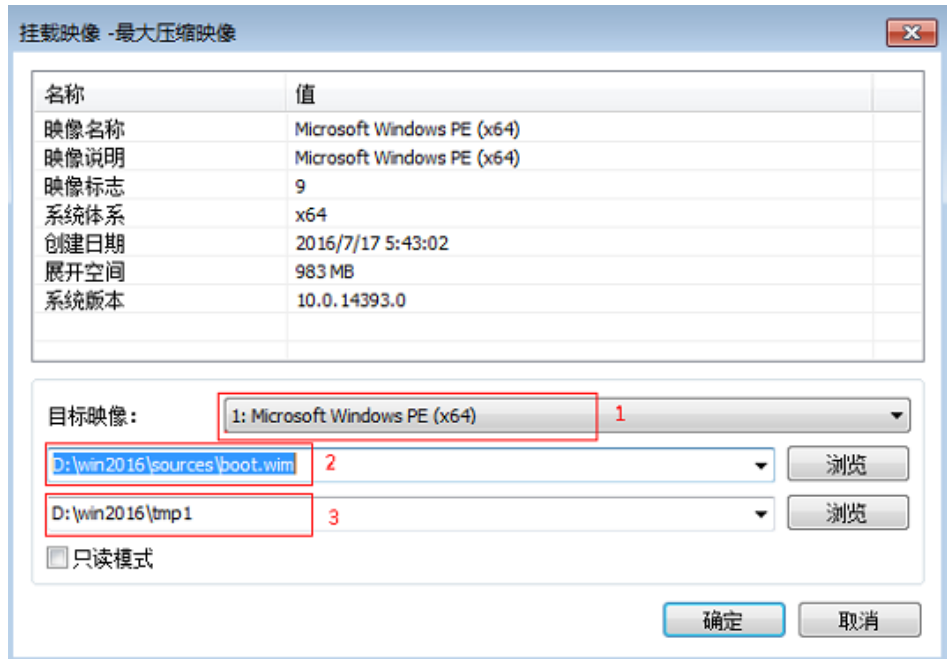 挂载映像 -最大压缩映像
名称 值
映像名称 Microsoft Windows PE (x64)
映像说明 Microsoft Windows PE (x64)
映像标志 9
系统体系 x64
创建日期 2016/7/17 5:43:02
展开空间 983 MB
系统版本 10.0.14393.0
目标映像： 1: Microsoft Windows PE (x64) 1
D:\win2016\sources\boot.wim 2 浏览
D:\win2016\tmp1 3 浏览
只读模式
确定 取消